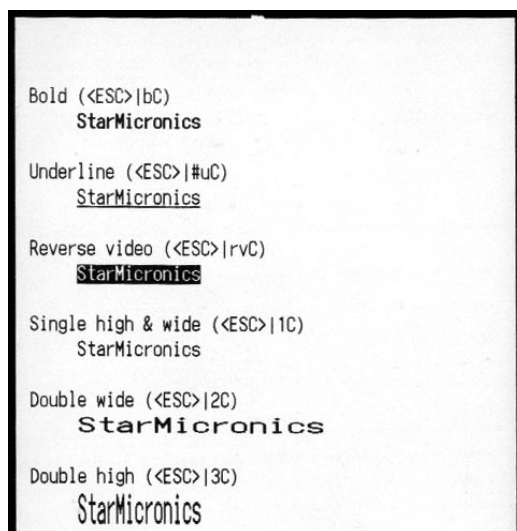 Bold (<ESC>|bC)
StarMicronics
Underline (<ESC>|#uC)
StarMicronics
Reverse video (<ESC>|rvC)
StarMicronics
Single high & wide (<ESC>|1C)
StarMicronics
Double wide (<ESC>|2C)
StarMicronics
Double high (<ESC>|3C)
StarMicronics